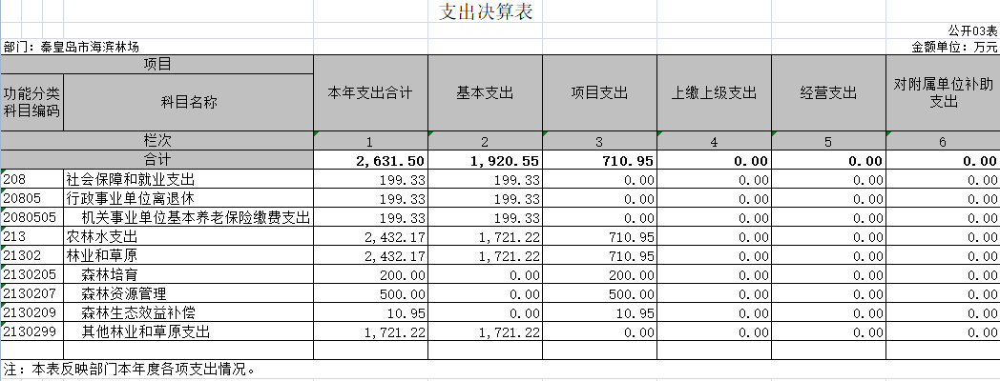 支出决算表
公开03表
部门：秦皇岛市海滨林场 金额单位：万元
项目 本年支出合计 基本支出 项目支出 上缴上级支出 经营支出 对附属单位补助支出
功能分类科目编码 科目名称
栏次 1 2 3 4 5 6
合计 2,631.50 1,920.55 710.95 0.00 0.00 0.00
208 社会保障和就业支出 199.33 199.33 0.00 0.00 0.00 0.00
20805 行政事业单位离退休 199.33 199.33 0.00 0.00 0.00 0.00
2080505 机关事业单位基本养老保险缴费支出 199.33 199.33 0.00 0.00 0.00 0.00
213 农林水支出 2,432.17 1,721.22 710.95 0.00 0.00 0.00
21302 林业和草原 2,432.17 1,721.22 710.95 0.00 0.00 0.00
2130205 森林培育 200.00 0.00 200.00 0.00 0.00 0.00
2130207 森林资源管理 500.00 0.00 500.00 0.00 0.00 0.00
2130209 森林生态效益补偿 10.95 0.00 10.95 0.00 0.00 0.00
2130299 其他林业和草原支出 1,721.22 1,721.22 0.00 0.00 0.00 0.00
注：本表反映部门本年度各项支出情况。